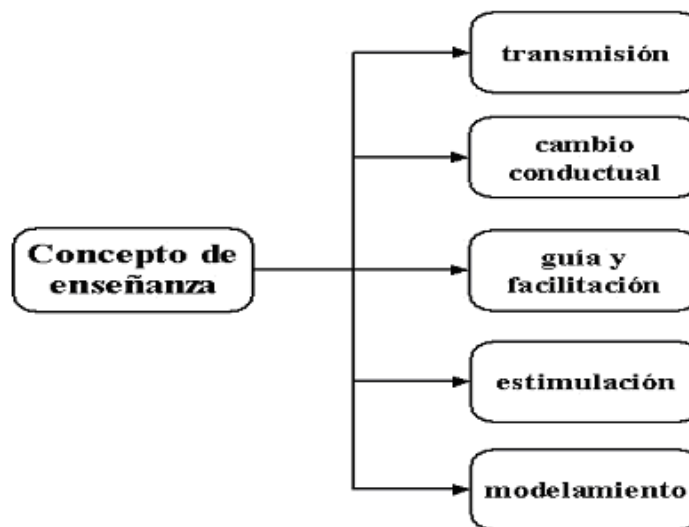 transmisión
cambio
conductual
Concepto de
enseñanza
guía y
facilitación
estimulación
modelamiento